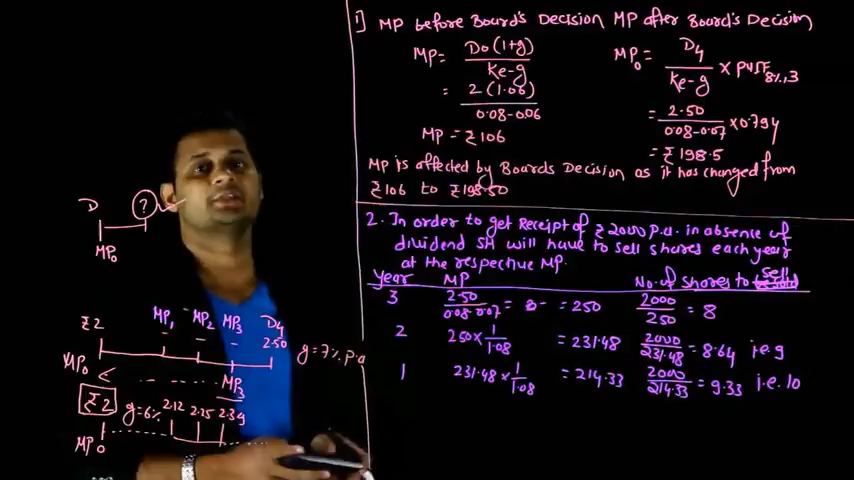 1] MP before Board's Decision MP after Board's Decision
MP = Do(1+g) / Ke-g
= 2(1.06) / 0.08-0.06
MP = ₹106
MP0 = D4 / Ke-g × PVIF 8%,3
= 2.50 / 0.08-0.07 × 0.794
= ₹198.5
MP is affected by Boards Decision as it has changed from
₹106 to ₹198.50
2. In order to get Receipt of ₹2000 p.a. in absence of
dividend SH will have to sell shares each year
at the respective MP.
Year MP No. of shares to sell
3 2.50 / 0.08-0.07 = = 250 2000 / 250 = 8
2 250 × 1 / 1.08 = 231.48 2000 / 231.48 = 8.64 i.e 9
1 231.48 × 1 / 1.08 = 214.33 2000 / 214.33 = 9.33 i.e. 10
D ?
MP0
₹2 MP1 MP2 MP3 D4
2.50
g=7% p.a
MP0 MP3
₹2 g=6% 2.12 2.25 2.39
MP0